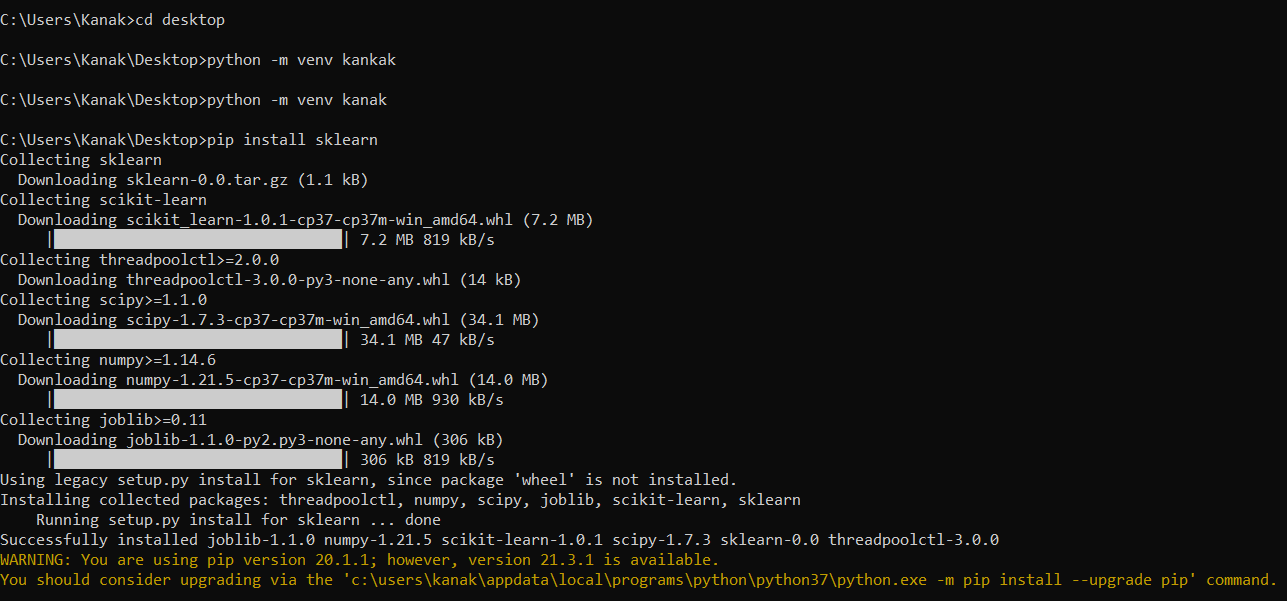 C:\Users\Kanak>cd desktop
C:\Users\Kanak\Desktop>python -m venv kankak
C:\Users\Kanak\Desktop>python -m venv kanak
C:\Users\Kanak\Desktop>pip install sklearn
Collecting sklearn
  Downloading sklearn-0.0.tar.gz (1.1 kB)
Collecting scikit-learn
  Downloading scikit_learn-1.0.1-cp37-cp37m-win_amd64.whl (7.2 MB)
     |████████████████████████████████| 7.2 MB 819 kB/s
Collecting threadpoolctl>=2.0.0
  Downloading threadpoolctl-3.0.0-py3-none-any.whl (14 kB)
Collecting scipy>=1.1.0
  Downloading scipy-1.7.3-cp37-cp37m-win_amd64.whl (34.1 MB)
     |████████████████████████████████| 34.1 MB 47 kB/s
Collecting numpy>=1.14.6
  Downloading numpy-1.21.5-cp37-cp37m-win_amd64.whl (14.0 MB)
     |████████████████████████████████| 14.0 MB 930 kB/s
Collecting joblib>=0.11
  Downloading joblib-1.1.0-py2.py3-none-any.whl (306 kB)
     |████████████████████████████████| 306 kB 819 kB/s
Using legacy setup.py install for sklearn, since package 'wheel' is not installed.
Installing collected packages: threadpoolctl, numpy, scipy, joblib, scikit-learn, sklearn
    Running setup.py install for sklearn ... done
Successfully installed joblib-1.1.0 numpy-1.21.5 scikit-learn-1.0.1 scipy-1.7.3 sklearn-0.0 threadpoolctl-3.0.0
WARNING: You are using pip version 20.1.1; however, version 21.3.1 is available.
You should consider upgrading via the 'c:\users\kanak\appdata\local\programs\python\python37\python.exe -m pip install --upgrade pip' command.